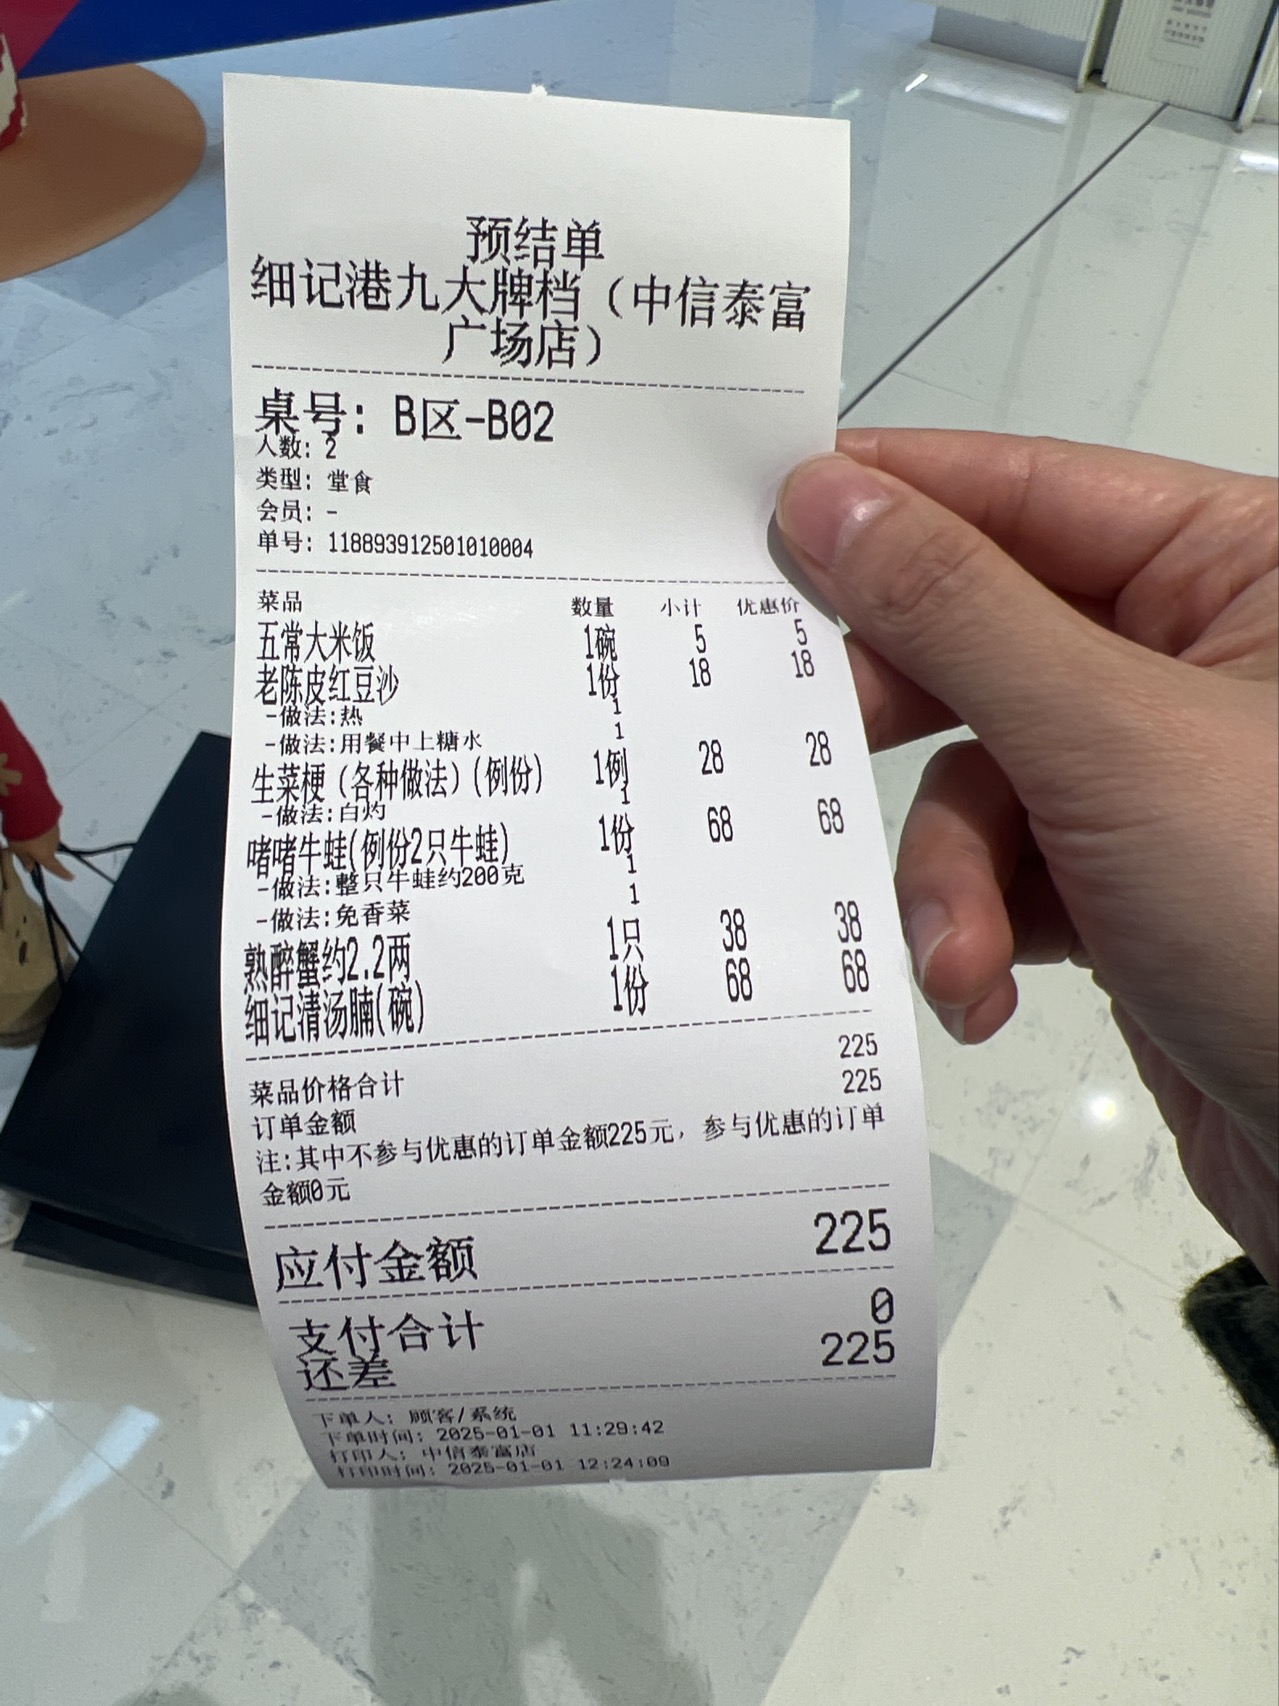 预结单
细记港九大牌档（中信泰富
广场店）
桌号: B区-B02
人数: 2
类型: 堂食
会员: -
单号: 118893912501010004
菜品 数量 小计 优惠价
五常大米饭 1碗 5 5
老陈皮红豆沙 1份 18 18
-做法:热 1
-做法:用餐中上糖水 1
生菜梗（各种做法）(例份） 1例 28 28
-做法:白灼 1
啫啫牛蛙(例份2只牛蛙） 1份 68 68
-做法:整只牛蛙约200克 1
-做法:免香菜 1
熟醉蟹约2.2两 1只 38 38
细记清汤腩(碗） 1份 68 68
菜品价格合计 225
订单金额 225
注:其中不参与优惠的订单金额225元，参与优惠的订单
金额0元
应付金额 225
支付合计 0
还差 225
下单人: 顾客/系统
下单时间: 2025-01-01 11:29:42
打印人: 中信泰富店
打印时间: 2025-01-01 12:24:09